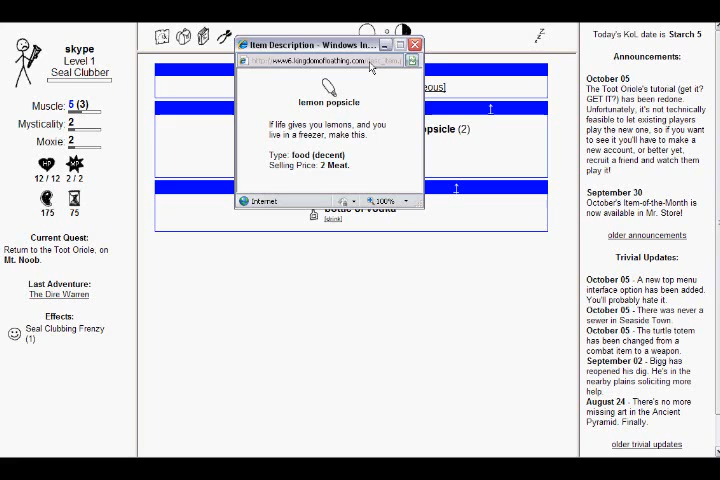 skype
Level 1
Seal Clubber
Muscle: 5 (3)
Mysticality: 2
Moxie: 2
HP
MP
12 / 12 2 / 2
175 75
Current Quest:
Return to the Toot Oriole, on
Mt. Noob.
Last Adventure:
The Dire Warren
Effects:
Seal Clubbing Frenzy
(1)
z z z
Item Description - Windows In...
www6.kingdomofloathing.com
lemon popsicle
If life gives you lemons, and you
live in a freezer, make this.
Type: food (decent)
Selling Price: 2 Meat.
Internet
100%
eous]
opsicle (2)
bottle of vodka
[drink]
Today's KoL date is Starch 5
Announcements:
October 05
The Toot Oriole's tutorial (get it?
GET IT?) has been redone.
Unfortunately, it's not technically
feasible to let existing players
play the new one, so if you want
to see it you'll have to make a
new account, or better yet,
recruit a friend and watch them
play it!
September 30
October's Item-of-the-Month is
now available in Mr. Store!
older announcements
Trivial Updates:
October 05 - A new top menu
interface option has been added.
You'll probably hate it.
October 05 - There was never a
sewer in Seaside Town.
October 05 - The turtle totem
has been changed from a
combat item to a weapon.
September 02 - Bigg has
reopened his dig. He's in the
nearby plains soliciting more
help.
August 24 - There's no more
missing art in the Ancient
Pyramid. Finally.
older trivial updates